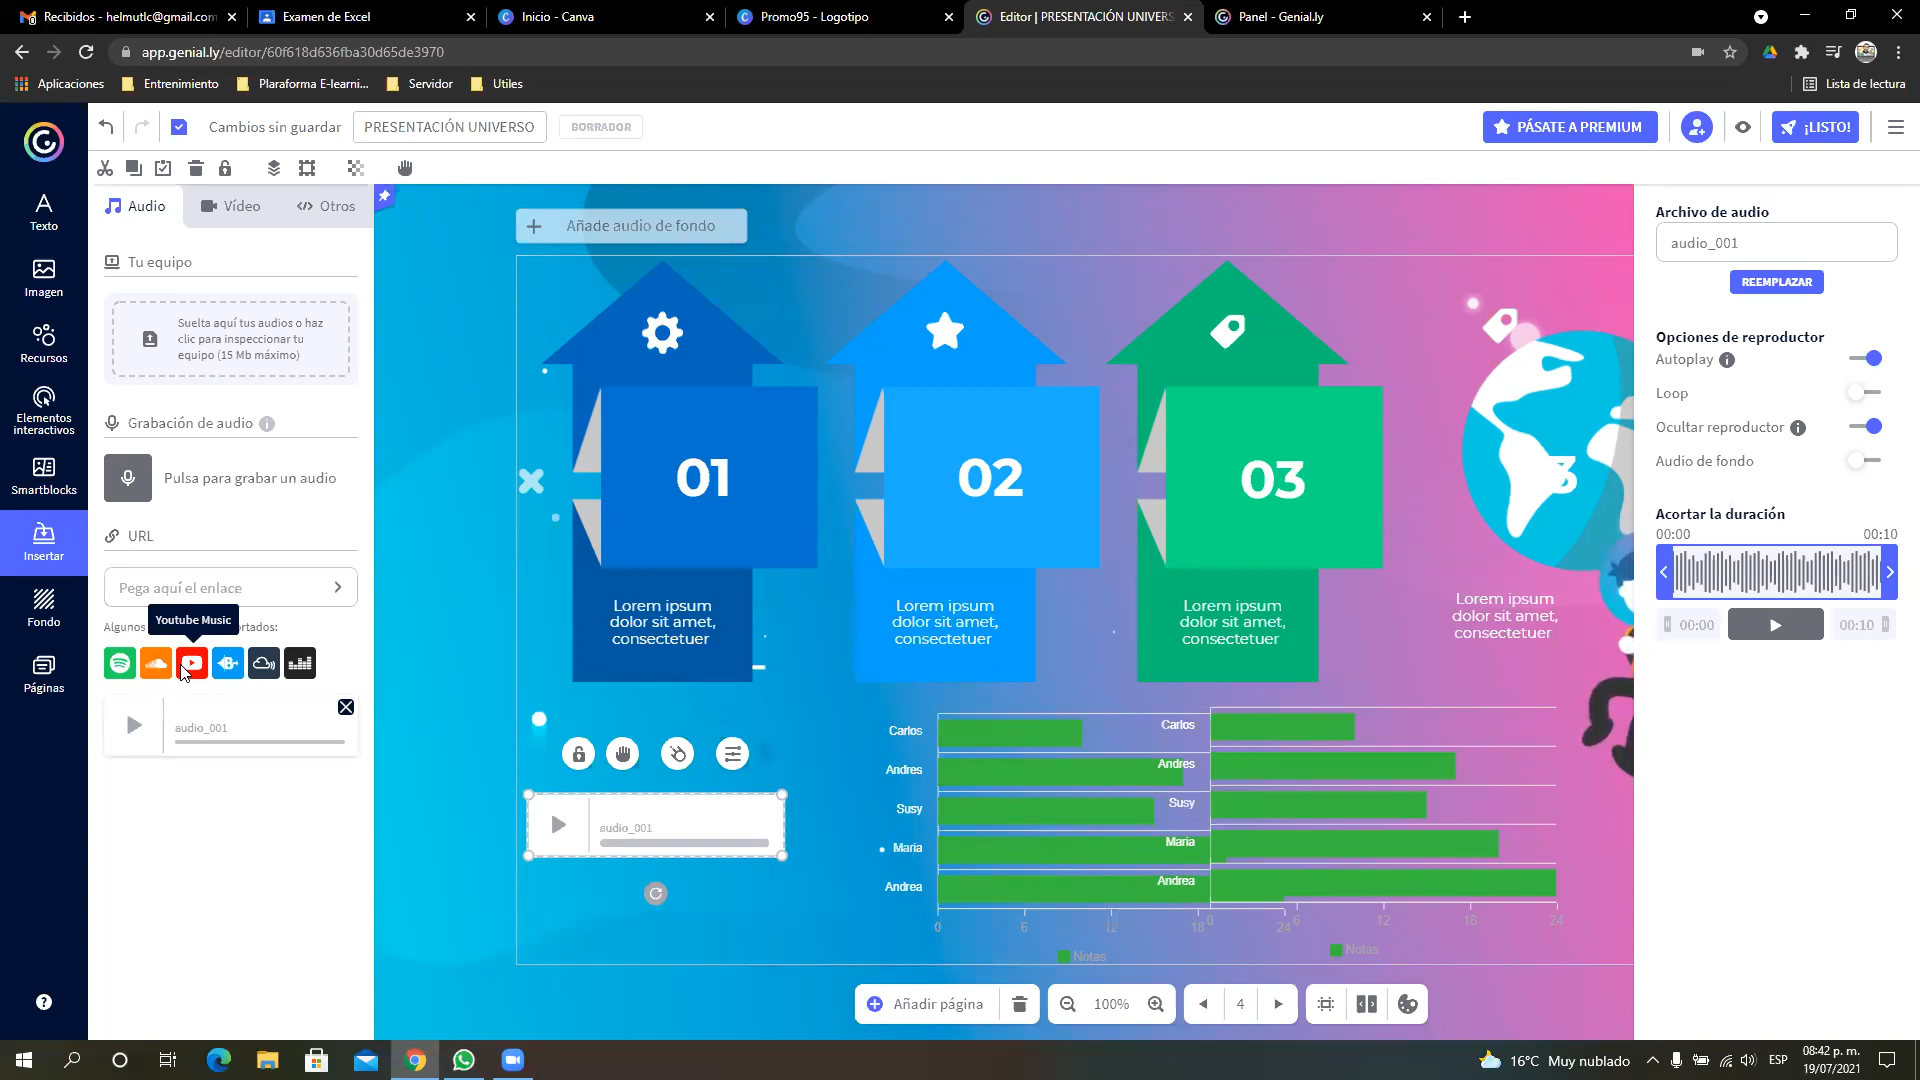 Recibidos - helmutlc@gmail.com
Examen de Excel
Inicio - Canva
Promo95 - Logotipo
Editor | PRESENTACIÓN UNIVERS
Panel - Genial.ly
app.genial.ly/editor/60f618d636fba30d65de3970
Aplicaciones
Entrenimiento
Plaraforma E-learni...
Servidor
Utiles
Lista de lectura
Cambios sin guardar
PRESENTACIÓN UNIVERSO
BORRADOR
PÁSATE A PREMIUM
¡LISTO!
Texto
Imagen
Recursos
Elementos
interactivos
Smartblocks
Insertar
Fondo
Páginas
Audio
Vídeo
Otros
Tu equipo
Suelta aquí tus audios o haz
clic para inspeccionar tu
equipo (15 Mb máximo)
Grabación de audio
Pulsa para grabar un audio
URL
Pega aquí el enlace
Youtube Music
Algunos
ortados:
audio_001
Añade audio de fondo
01
02
03
3
Lorem ipsum
dolor sit amet,
consectetuer
Lorem ipsum
dolor sit amet,
consectetuer
Lorem ipsum
dolor sit amet,
consectetuer
Lorem ipsum
dolor sit amet,
consectetuer
audio_001
Carlos
Andres
Susy
Maria
Andrea
0 6 12 18 24
Notas
Carlos
Andres
Susy
Maria
Andrea
0 6 12 18 24
Notas
Añadir página
100%
4
Archivo de audio
audio_001
REEMPLAZAR
Opciones de reproductor
Autoplay
Loop
Ocultar reproductor
Audio de fondo
Acortar la duración
00:00
00:10
00:00
00:10
16°C Muy nublado
ESP
08:42 p. m.
19/07/2021